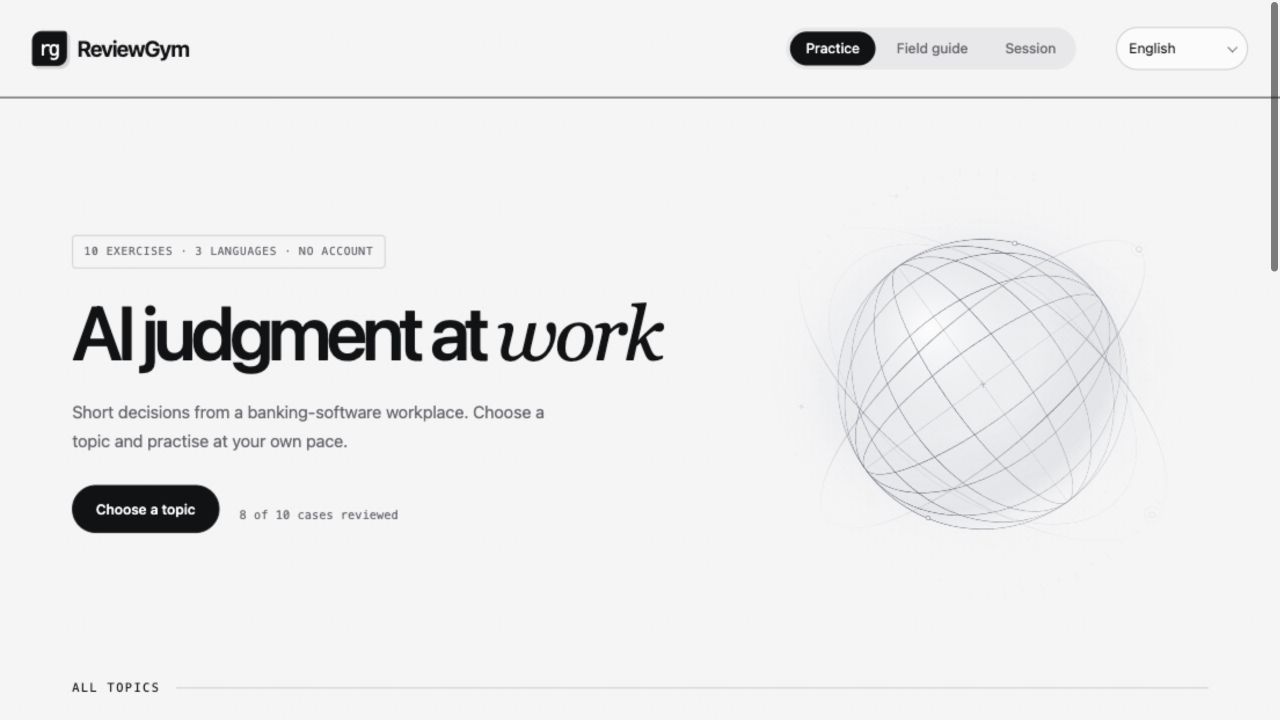 rg ReviewGym
Practice Field guide Session
English
10 EXERCISES · 3 LANGUAGES · NO ACCOUNT
AI judgment at work
Short decisions from a banking-software workplace. Choose a
topic and practise at your own pace.
Choose a topic
8 of 10 cases reviewed
ALL TOPICS